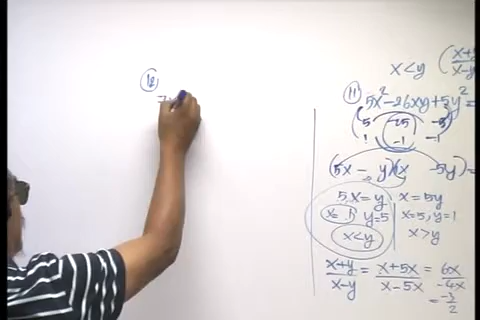 (12)
x<y (x+y/x-y
(11) 5x²-26xy+5y²=
(5 -25 -5)
1 -1 -1
(5x - y)(x 5y)=
5x=y x=5y
x=1 y=5 x=5, y=1
x<y x>y
x+y/x-y = x+5x/x-5x = 6x/-4x
= -3/2